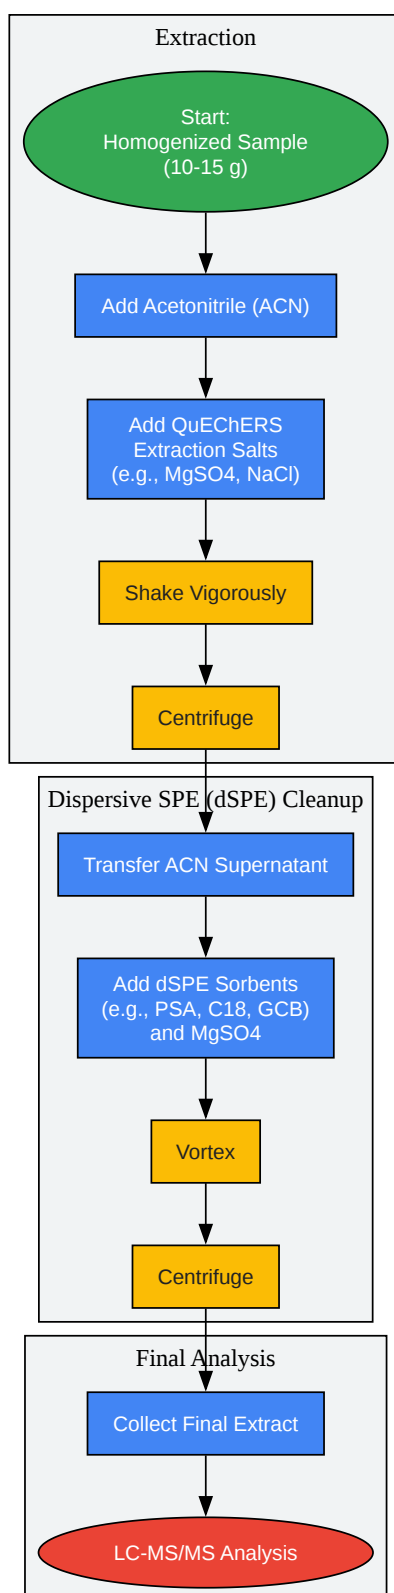 Extraction
Start:
Homogenized Sample
(10-15 g)
Add Acetonitrile (ACN)
Add QuEChERS
Extraction Salts
(e.g., MgSO4, NaCl)
Shake Vigorously
Centrifuge
Dispersive SPE (dSPE) Cleanup
Transfer ACN Supernatant
Add dSPE Sorbents
(e.g., PSA, C18, GCB)
and MgSO4
Vortex
Centrifuge
Final Analysis
Collect Final Extract
LC-MS/MS Analysis